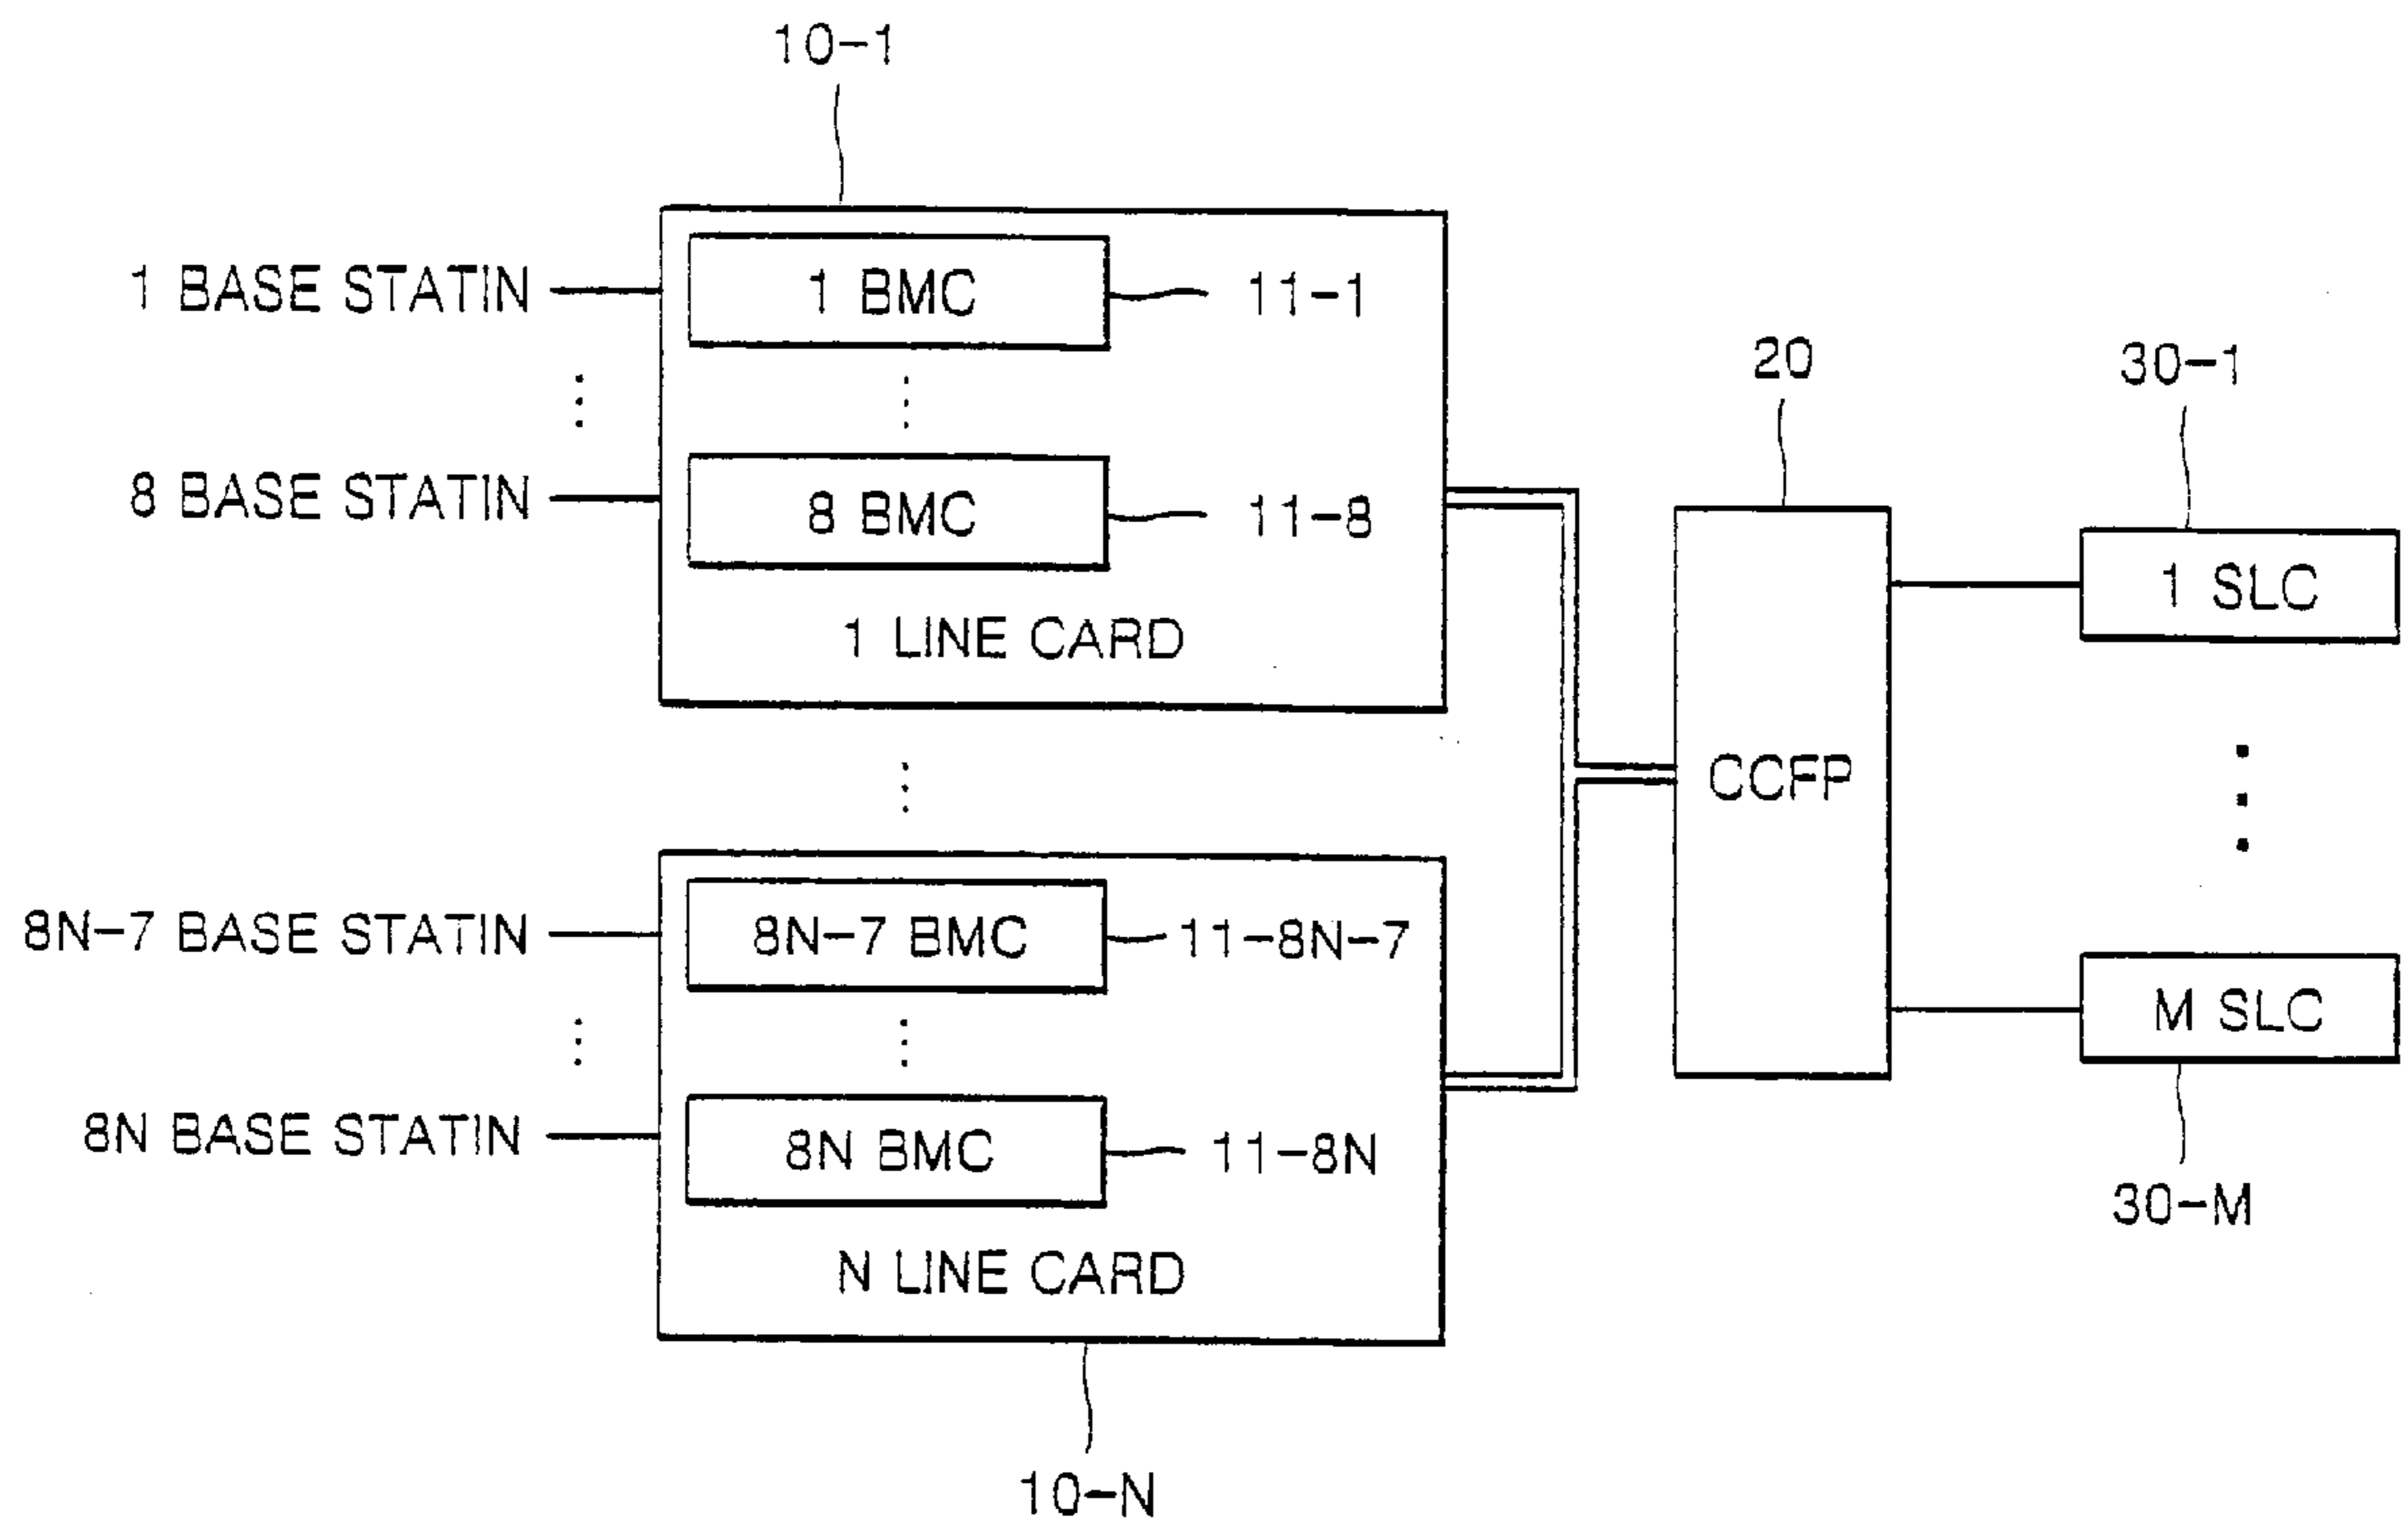 10-1
1 BASE STATIN
1 BMC
11-1
20
30-1
8 BASE STATIN
8 BMC
11-8
1 SLC
1 LINE CARD
CCFP
8N-7 BASE STATIN
8N-7 BMC
11-8N-7
M SLC
8N BASE STATIN
8N BMC
11-8N
30-M
N LINE CARD
10-N